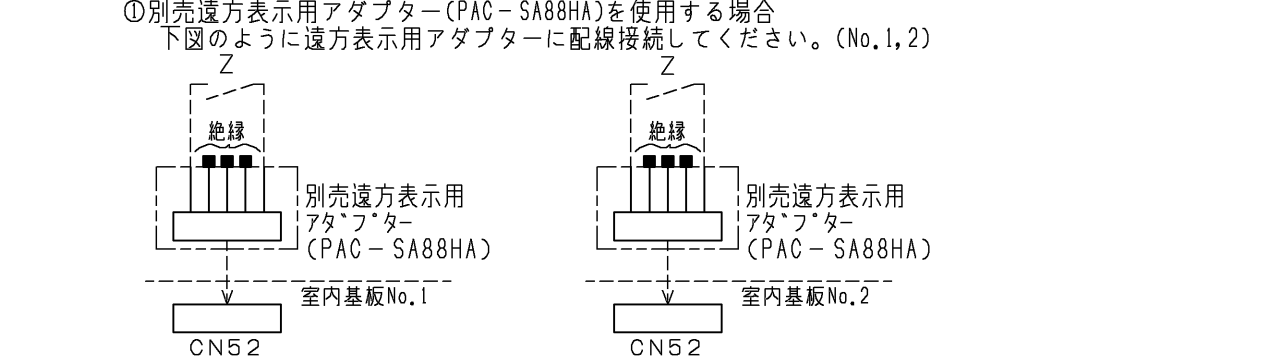 ①別売遠方表示用アダプター(PAC-SA88HA)を使用する場合
下図のように遠方表示用アダプターに配線接続してください。(No.1,2)
Z
絶縁
別売遠方表示用
アダプター
(PAC-SA88HA)
室内基板No.1
CN52
Z
絶縁
別売遠方表示用
アダプター
(PAC-SA88HA)
室内基板No.2
CN52